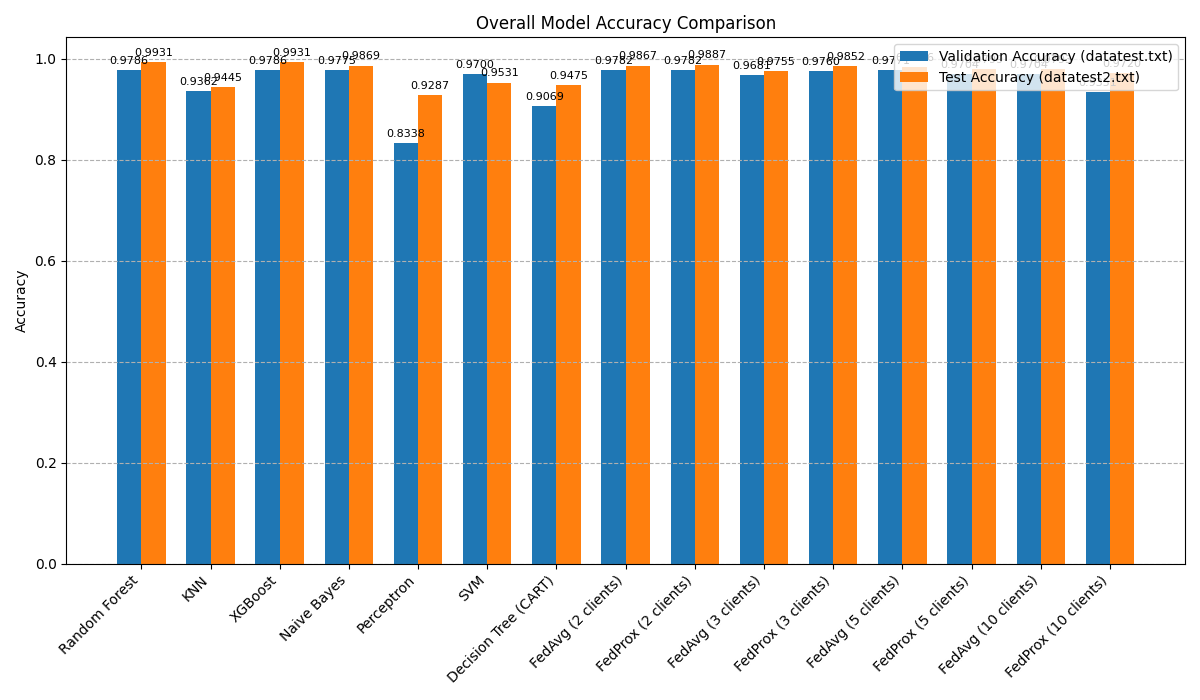 Overall Model Accuracy Comparison
Validation Accuracy (datatest.txt)
Test Accuracy (datatest2.txt)
Accuracy
1.0
0.8
0.6
0.4
0.2
0.0
0.9786
0.9931
0.9362
0.9445
0.9786
0.9931
0.9775
0.9869
0.8338
0.9287
0.9700
0.9531
0.9069
0.9475
0.9782
0.9867
0.9782
0.9887
0.9681
0.9755
0.9760
0.9852
Random Forest
KNN
XGBoost
Naive Bayes
Perceptron
SVM
Decision Tree (CART)
FedAvg (2 clients)
FedProx (2 clients)
FedAvg (3 clients)
FedProx (3 clients)
FedAvg (5 clients)
FedProx (5 clients)
FedAvg (10 clients)
FedProx (10 clients)